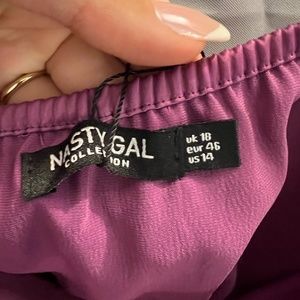 NASTY GAL
COLLECTION
uk 18
eur 46
us 14